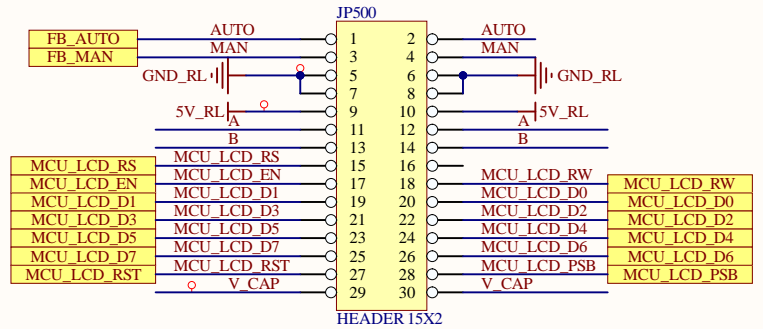 JP500
AUTO 1 2 AUTO
FB_AUTO
MAN 3 4 MAN
FB_MAN
GND_RL 5 6 GND_RL
7 8
5V_RL 9 10 5V_RL
A 11 12 A
B 13 14 B
MCU_LCD_RS MCU_LCD_RS 15 16
MCU_LCD_EN MCU_LCD_EN 17 18 MCU_LCD_RW MCU_LCD_RW
MCU_LCD_D1 MCU_LCD_D1 19 20 MCU_LCD_D0 MCU_LCD_D0
MCU_LCD_D3 MCU_LCD_D3 21 22 MCU_LCD_D2 MCU_LCD_D2
MCU_LCD_D5 MCU_LCD_D5 23 24 MCU_LCD_D4 MCU_LCD_D4
MCU_LCD_D7 MCU_LCD_D7 25 26 MCU_LCD_D6 MCU_LCD_D6
MCU_LCD_RST MCU_LCD_RST 27 28 MCU_LCD_PSB MCU_LCD_PSB
V_CAP 29 30 V_CAP
HEADER 15X2